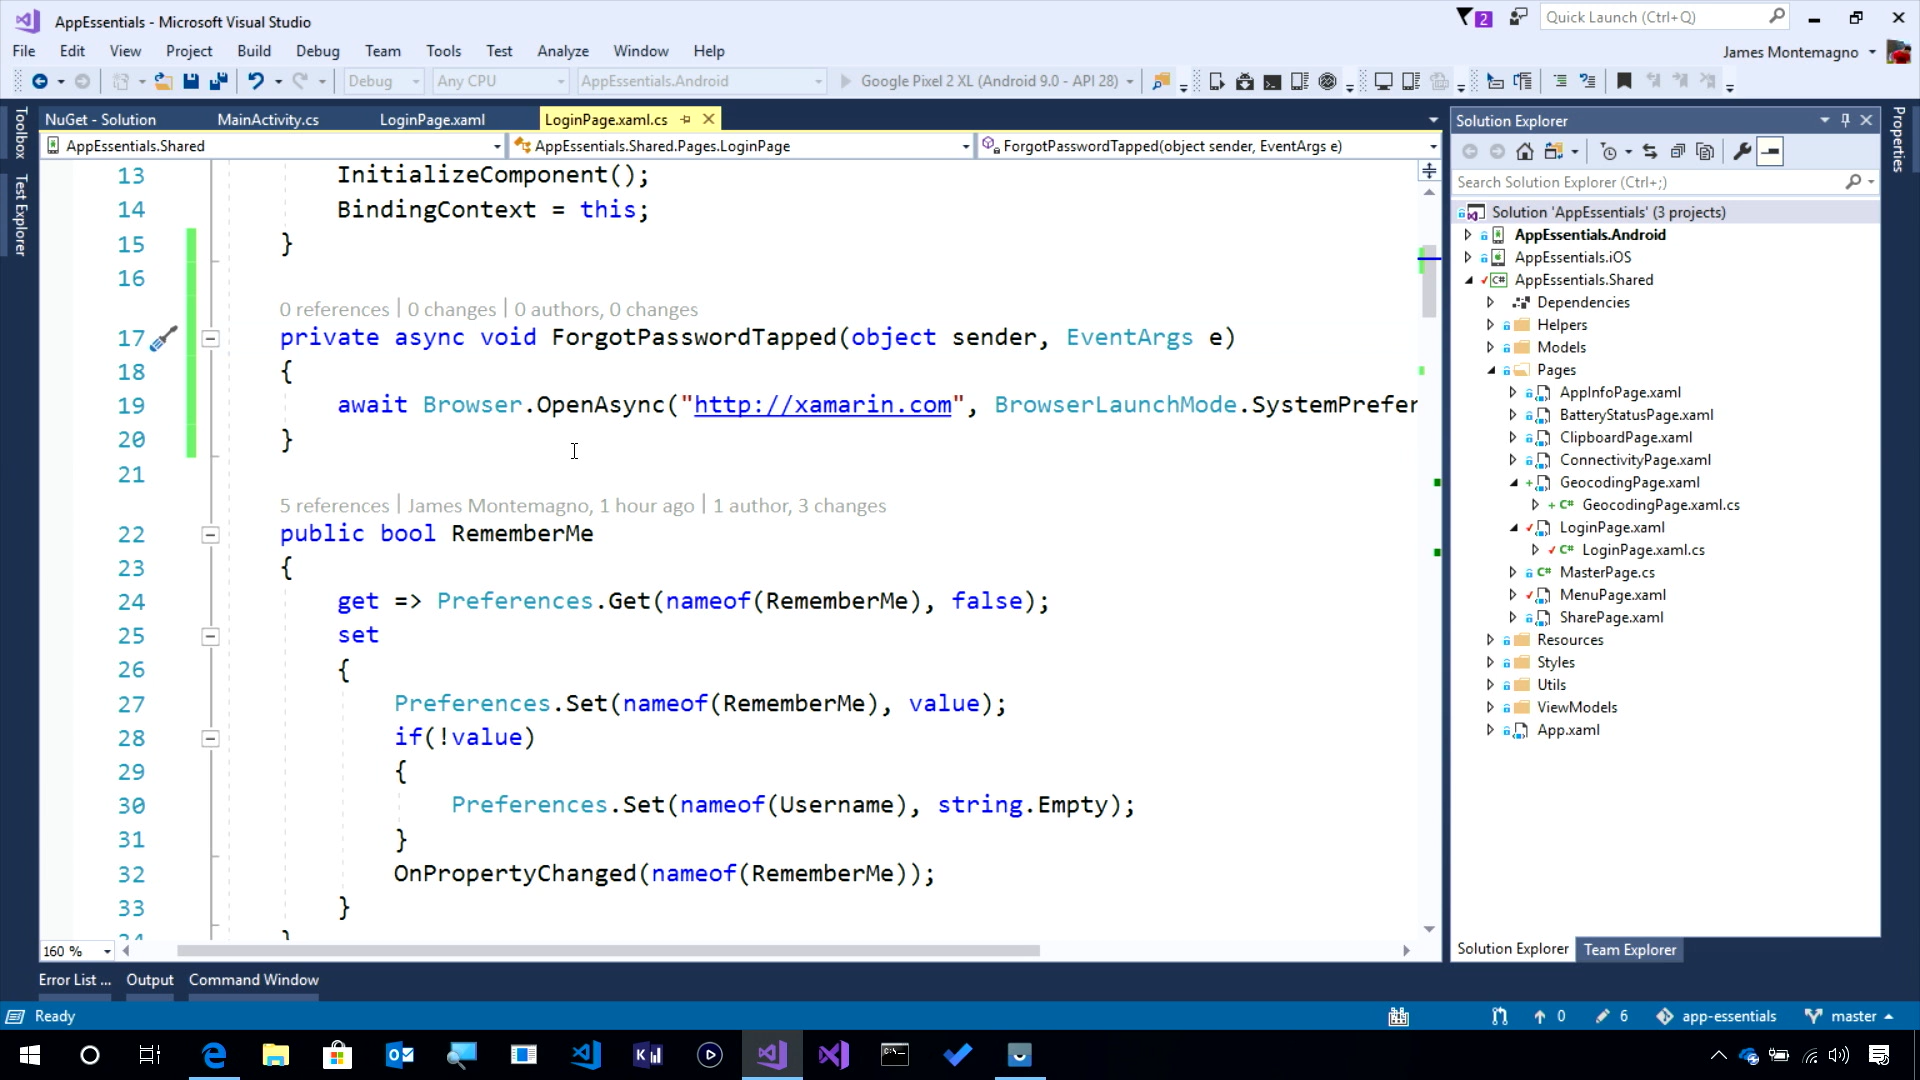 AppEssentials - Microsoft Visual Studio
2
Quick Launch (Ctrl+Q)
File Edit View Project Build Debug Team Tools Test Analyze Window Help
James Montemagno
Debug Any CPU AppEssentials.Android Google Pixel 2 XL (Android 9.0 - API 28)
Toolbox
Test Explorer
NuGet - Solution MainActivity.cs LoginPage.xaml LoginPage.xaml.cs
AppEssentials.Shared AppEssentials.Shared.Pages.LoginPage ForgotPasswordTapped(object sender, EventArgs e)
13 InitializeComponent();
14 BindingContext = this;
15 }
16
0 references | 0 changes | 0 authors, 0 changes
17 private async void ForgotPasswordTapped(object sender, EventArgs e)
18 {
19 await Browser.OpenAsync("http://xamarin.com", BrowserLaunchMode.SystemPrefer
20 }
21
5 references | James Montemagno, 1 hour ago | 1 author, 3 changes
22 public bool RememberMe
23 {
24 get => Preferences.Get(nameof(RememberMe), false);
25 set
26 {
27 Preferences.Set(nameof(RememberMe), value);
28 if(!value)
29 {
30 Preferences.Set(nameof(Username), string.Empty);
31 }
32 OnPropertyChanged(nameof(RememberMe));
33 }
34 }
160 %
Solution Explorer
Properties
Search Solution Explorer (Ctrl+;)
Solution 'AppEssentials' (3 projects)
AppEssentials.Android
AppEssentials.iOS
C# AppEssentials.Shared
Dependencies
Helpers
Models
Pages
AppInfoPage.xaml
BatteryStatusPage.xaml
ClipboardPage.xaml
ConnectivityPage.xaml
GeocodingPage.xaml
C# GeocodingPage.xaml.cs
LoginPage.xaml
C# LoginPage.xaml.cs
C# MasterPage.cs
MenuPage.xaml
SharePage.xaml
Resources
Styles
Utils
ViewModels
App.xaml
Solution Explorer Team Explorer
Error List ... Output Command Window
Ready 0 6 app-essentials master